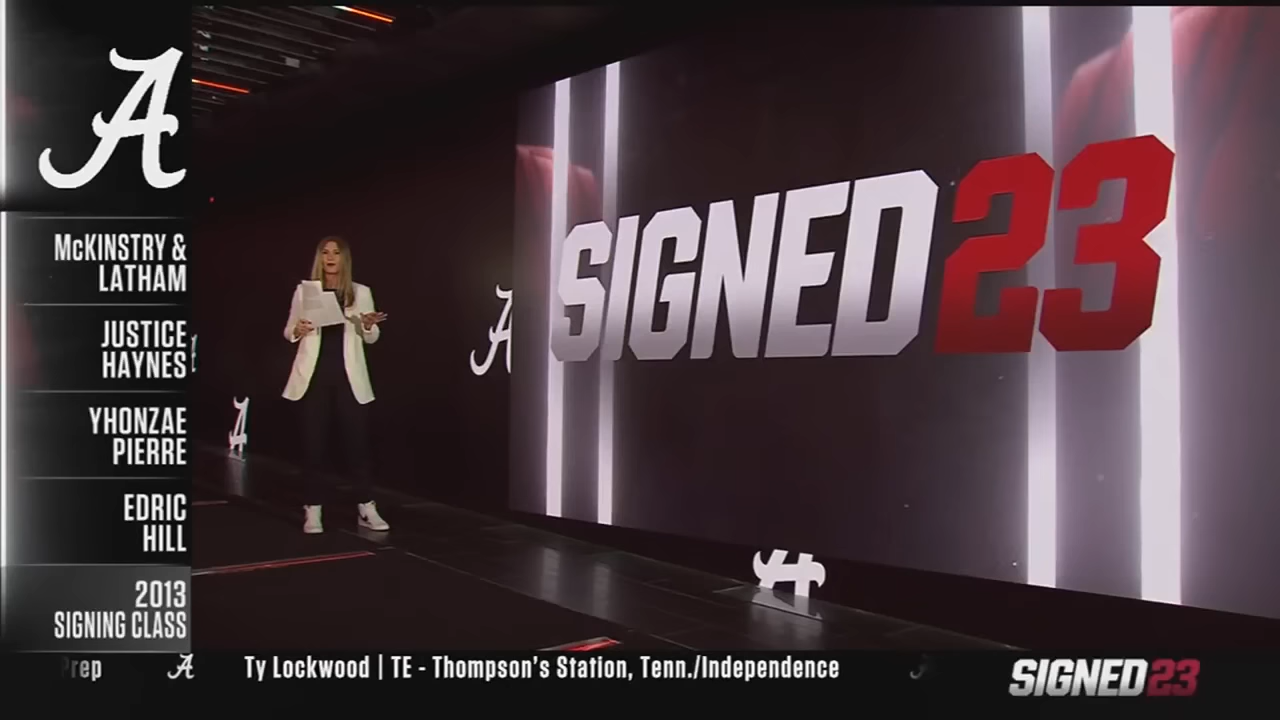 A
McKINSTRY &
LATHAM
JUSTICE
HAYNES
YHONZAE
PIERRE
EDRIC
HILL
2013
SIGNING CLASS
SIGNED23
A
A
A
Prep
A
Ty Lockwood | TE - Thompson's Station, Tenn./Independence
SIGNED23